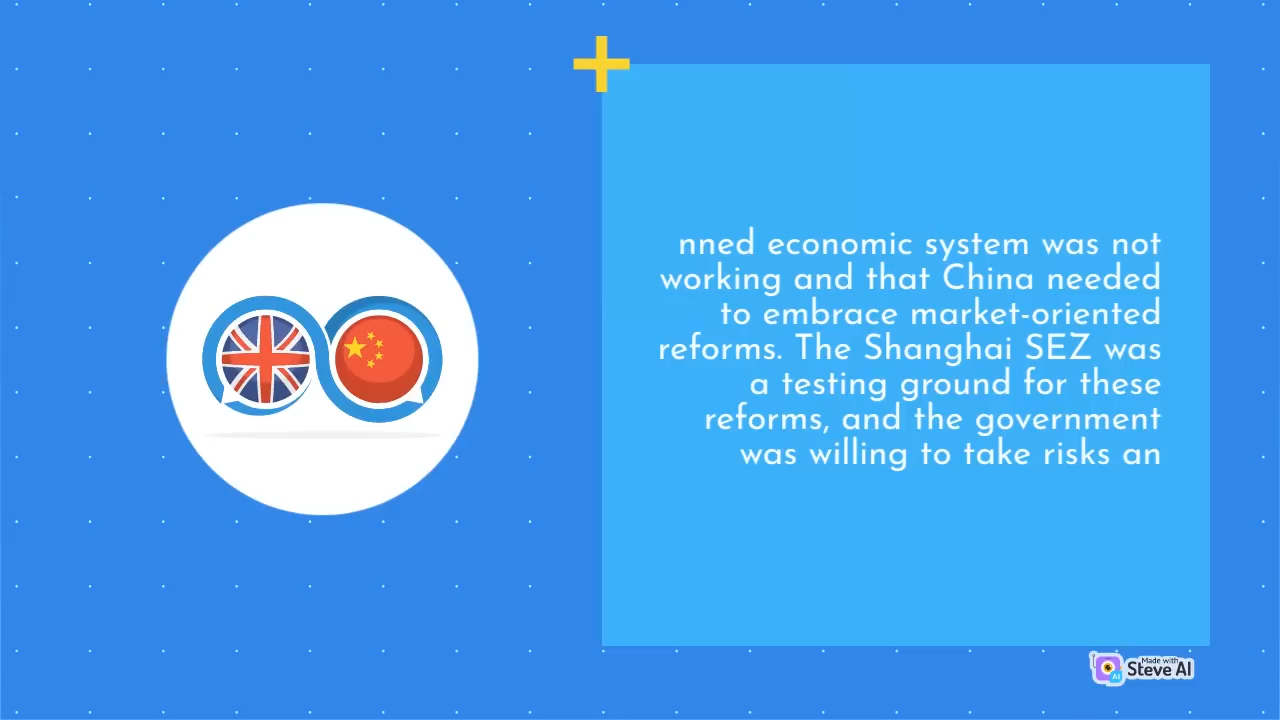 nned economic system was not
working and that China needed
to embrace market-oriented
reforms. The Shanghai SEZ was
a testing ground for these
reforms, and the government
was willing to take risks an
Made with
Steve AI
AI